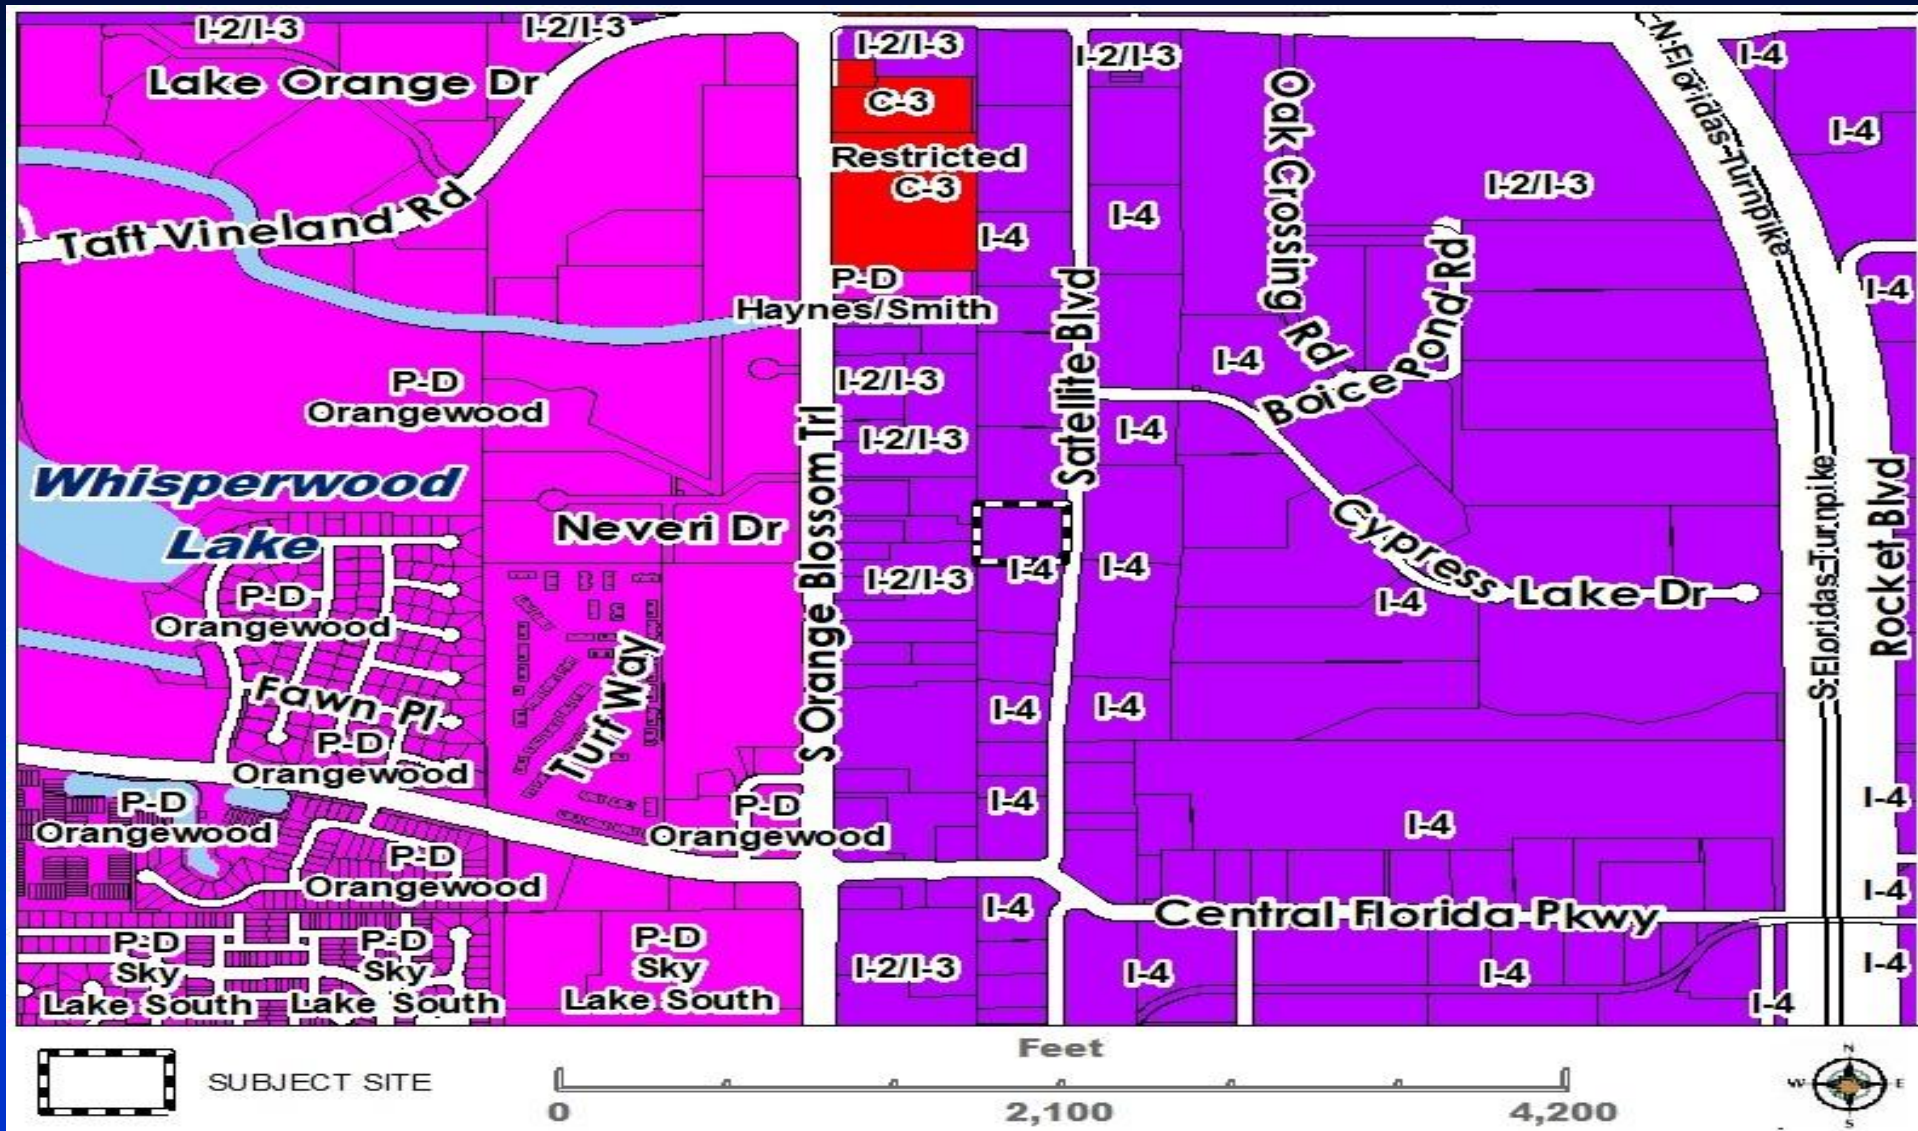 I-2/I-3
I-2/I-3
I-2/I-3
I-2/I-3
I-4
Lake Orange Dr
C-3
N Floridas Turnpike
I-4
Oak Crossing Rd
Restricted
C-3
I-2/I-3
Taft Vineland Rd
I-4
I-4
P-D
Haynes/Smith
Boice Pond Rd
I-4
Satellite Blvd
I-4
P-D
Orangewood
I-2/I-3
I-2/I-3
I-4
Whisperwood
Lake
Neveri Dr
S Orange Blossom Trl
Cypress Lake Dr
S Floridas Turnpike
Rocket Blvd
I-2/I-3
I-4
I-4
I-4
P-D
Orangewood
Fawn Pl
Turf Way
I-4
I-4
P-D
Orangewood
P-D
Orangewood
P-D
Orangewood
I-4
I-4
I-4
P-D
Orangewood
I-4
I-4
Central Florida Pkwy
P-D
Sky
Lake South
P-D
Sky
Lake South
P-D
Sky
Lake South
I-2/I-3
I-4
I-4
I-4
I-4
SUBJECT SITE
Feet
0
2,100
4,200
N
W
E
S